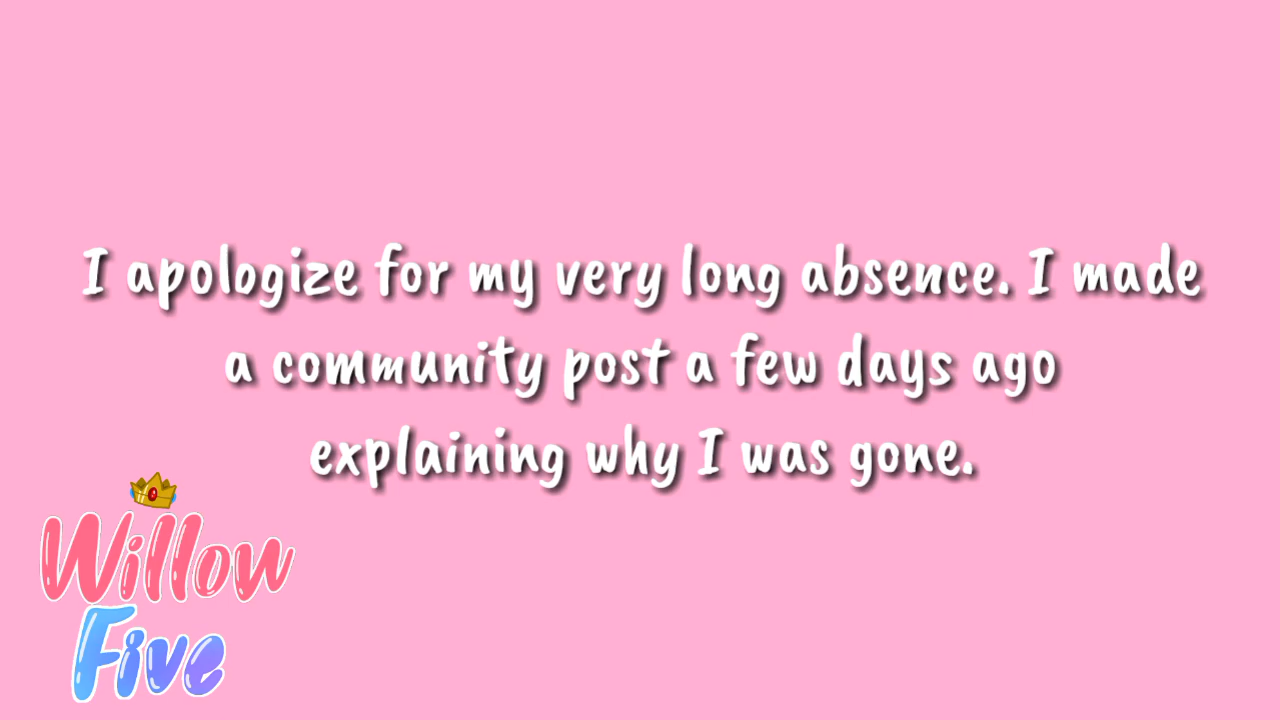 I apologize for my very long absence. I made
a community post a few days ago
explaining why I was gone.
Willow
Five